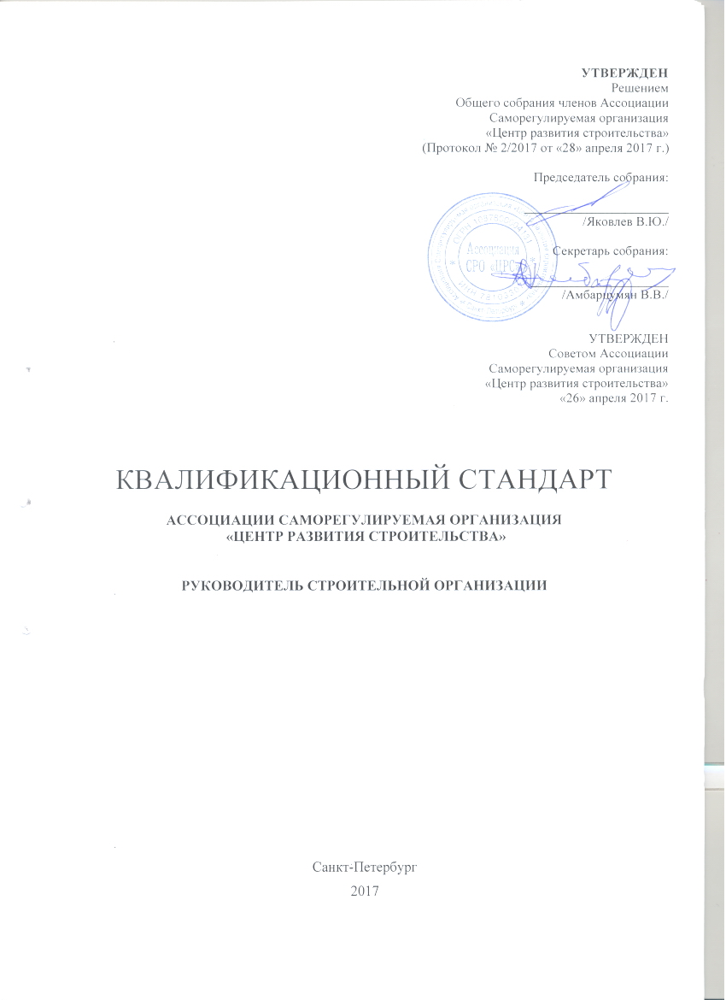 УТВЕРЖДЕН
Решением
Общего собрания членов Ассоциации
Саморегулируемая организация
«Центр развития строительства»
(Протокол № 2/2017 от «28» апреля 2017 г.)
Председатель собрания:
/Яковлев В.Ю./
Ассоциация
СРО «ЦРС»
Секретарь собрания:
/Амбарцумян В.В./
УТВЕРЖДЕН
Советом Ассоциации
Саморегулируемая организация
«Центр развития строительства»
«26» апреля 2017 г.
КВАЛИФИКАЦИОННЫЙ СТАНДАРТ
АССОЦИАЦИИ САМОРЕГУЛИРУЕМАЯ ОРГАНИЗАЦИЯ
«ЦЕНТР РАЗВИТИЯ СТРОИТЕЛЬСТВА»
РУКОВОДИТЕЛЬ СТРОИТЕЛЬНОЙ ОРГАНИЗАЦИИ
Санкт-Петербург
2017